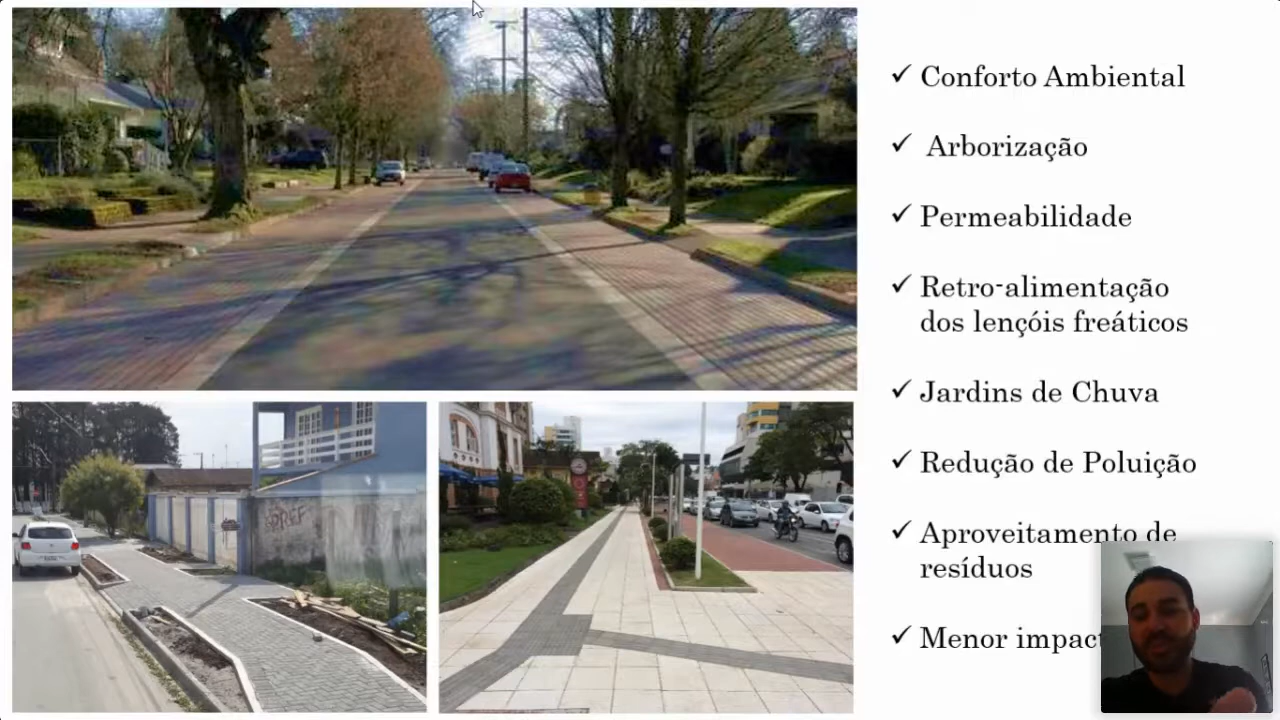 ✓ Conforto Ambiental
✓ Arborização
✓ Permeabilidade
✓ Retro-alimentação
dos lençóis freáticos
✓ Jardins de Chuva
✓ Redução de Poluição
✓ Aproveitamento de
resíduos
✓ Menor impact